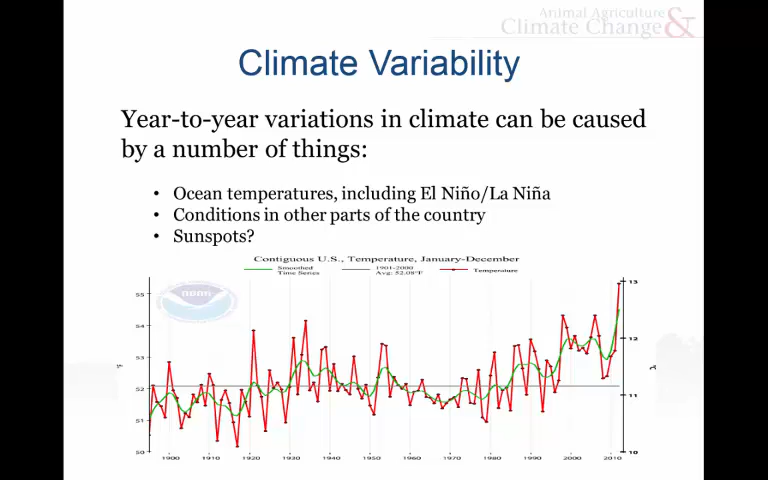 Animal Agriculture
Climate Change &
Climate Variability
Year-to-year variations in climate can be caused
by a number of things:
• Ocean temperatures, including El Niño/La Niña
• Conditions in other parts of the country
• Sunspots?
Contiguous U.S., Temperature, January-December
Smoothed Time Series
1901-2000 Avg: 52.08°F
Temperature
noaa
55
54
53
52
51
50
°F
13
12
11
10
°C
1900 1910 1920 1930 1940 1950 1960 1970 1980 1990 2000 2010